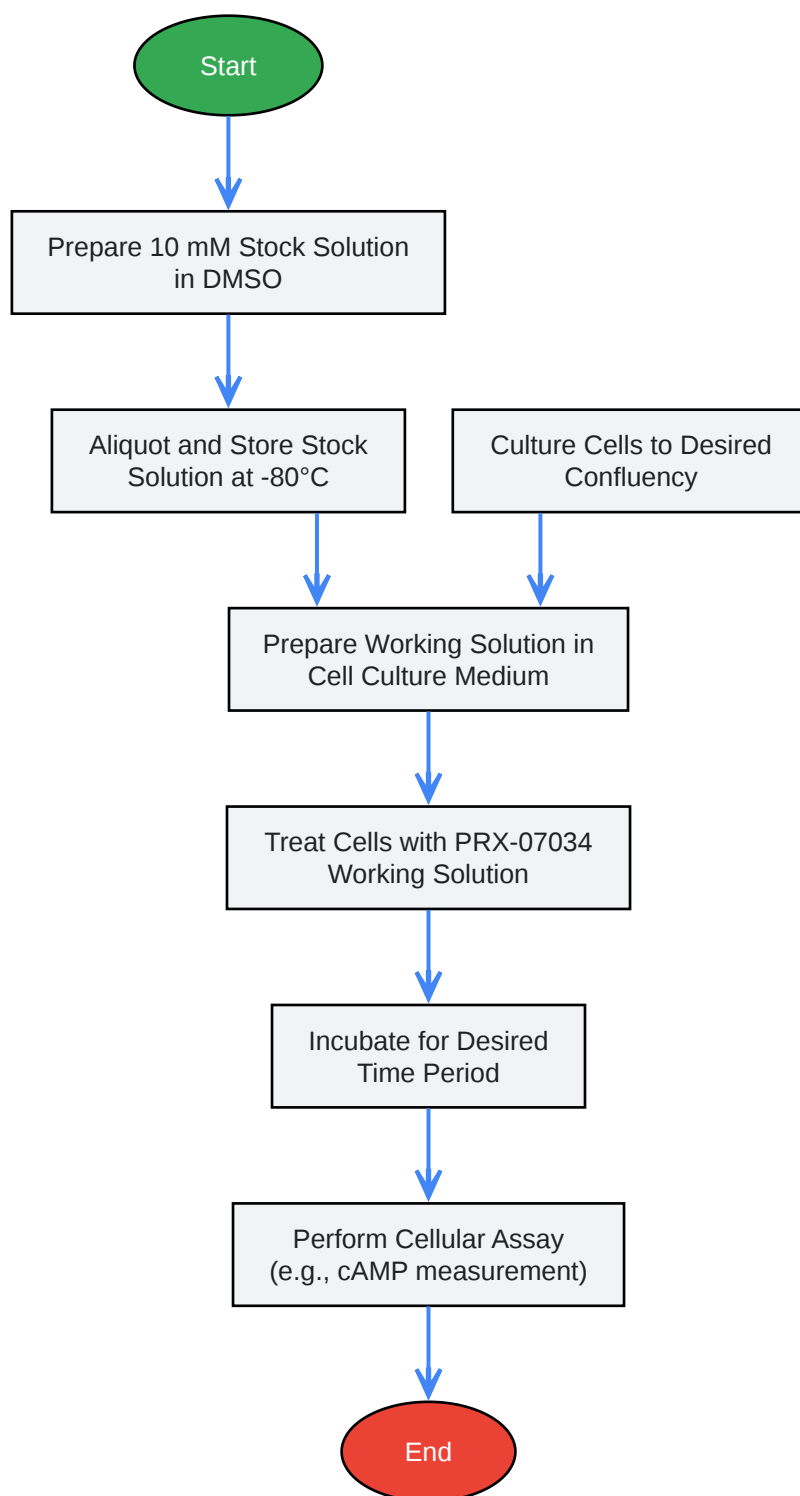 Start
Prepare 10 mM Stock Solution
in DMSO
Aliquot and Store Stock
Solution at -80°C
Culture Cells to Desired
Confluency
Prepare Working Solution in
Cell Culture Medium
Treat Cells with PRX-07034
Working Solution
Incubate for Desired
Time Period
Perform Cellular Assay
(e.g., cAMP measurement)
End